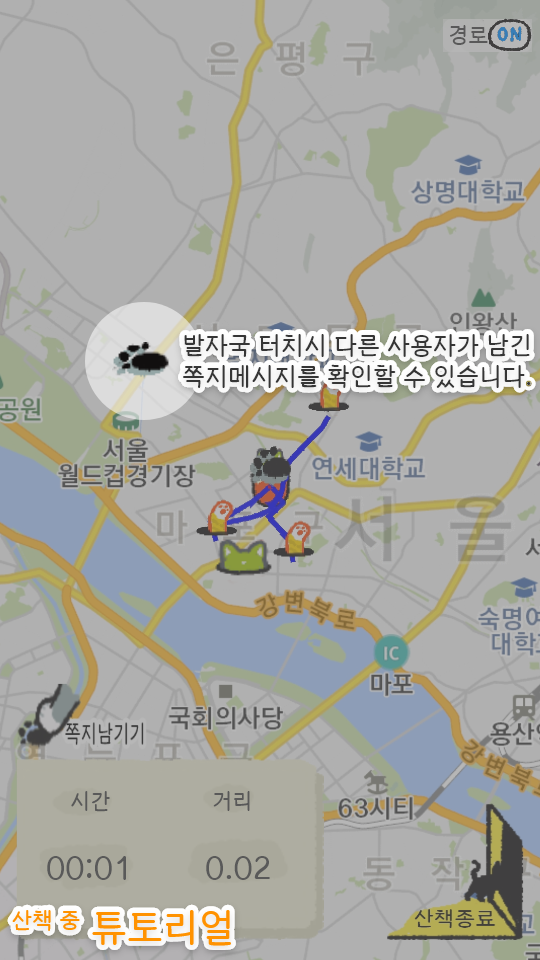 은 평 구
경로 ON
상명대학교
인왕산
발자국 터치시 다른 사용자가 남긴
쪽지메시지를 확인할 수 있습니다.
공원
서울
월드컵경기장
연세대학교
마 구
서 울
서
강변북로
숙명여
대학교
IC
마포
쪽지남기기
국회의사당
용산역
영 등 포 구
강변북로
시간
거리
63시티
00:01
0.02
동 작
산책 중 튜토리얼
산책종료